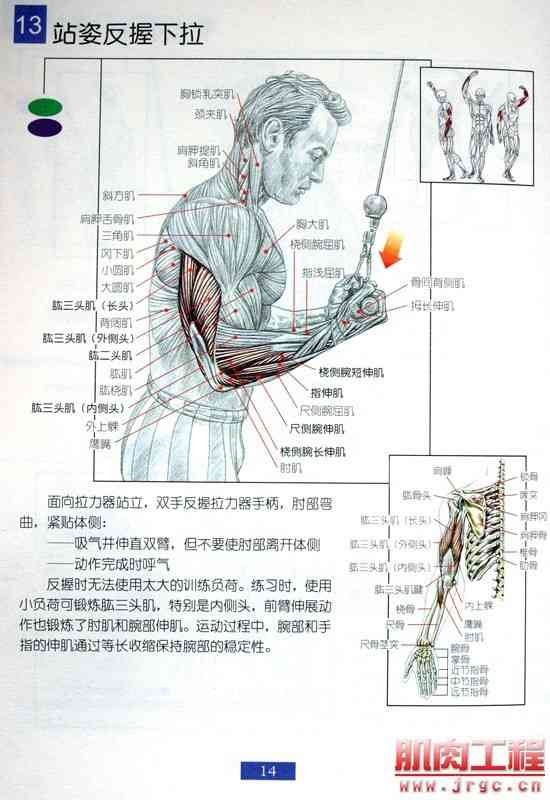 13 站姿反握下拉
胸锁乳突肌
颈夹肌
肩胛提肌
斜角肌
斜方肌
肩胛舌骨肌
三角肌
冈下肌
小圆肌
大圆肌
肱三头肌（长头）
背阔肌
肱三头肌（外侧头）
肱二头肌
肱肌
肱桡肌
肱三头肌（内侧头）
外上髁
鹰嘴
胸大肌
桡侧腕屈肌
指浅屈肌
骨间背侧肌
拇长伸肌
桡侧腕短伸肌
指伸肌
尺侧腕屈肌
尺侧腕伸肌
桡侧腕长伸肌
肘肌
面向拉力器站立，双手反握拉力器手柄，肘部弯
曲，紧贴体侧：
——吸气并伸直双臂，但不要使肘部离开体侧
——动作完成时呼气
反握时无法使用太大的训练负荷。练习时，使用
小负荷可锻炼肱三头肌，特别是内侧头，前臂伸展动
作也锻炼了肘肌和腕部伸肌。运动过程中，腕部和手
指的伸肌通过等长收缩保持腕部的稳定性。
肩峰
肱骨头
肱三头肌（长头）
肱三头肌（外侧头）
肱三头肌（内侧头）
肱三头肌腱
桡骨
尺骨
尺骨茎突
锁骨
喙突
肩胛冈
肩胛骨
椎骨
肋骨
内上髁
鹰嘴
肘肌
腕骨
掌骨
近节指骨
中节指骨
远节指骨
14
肌肉工程
www.jrgc.cn